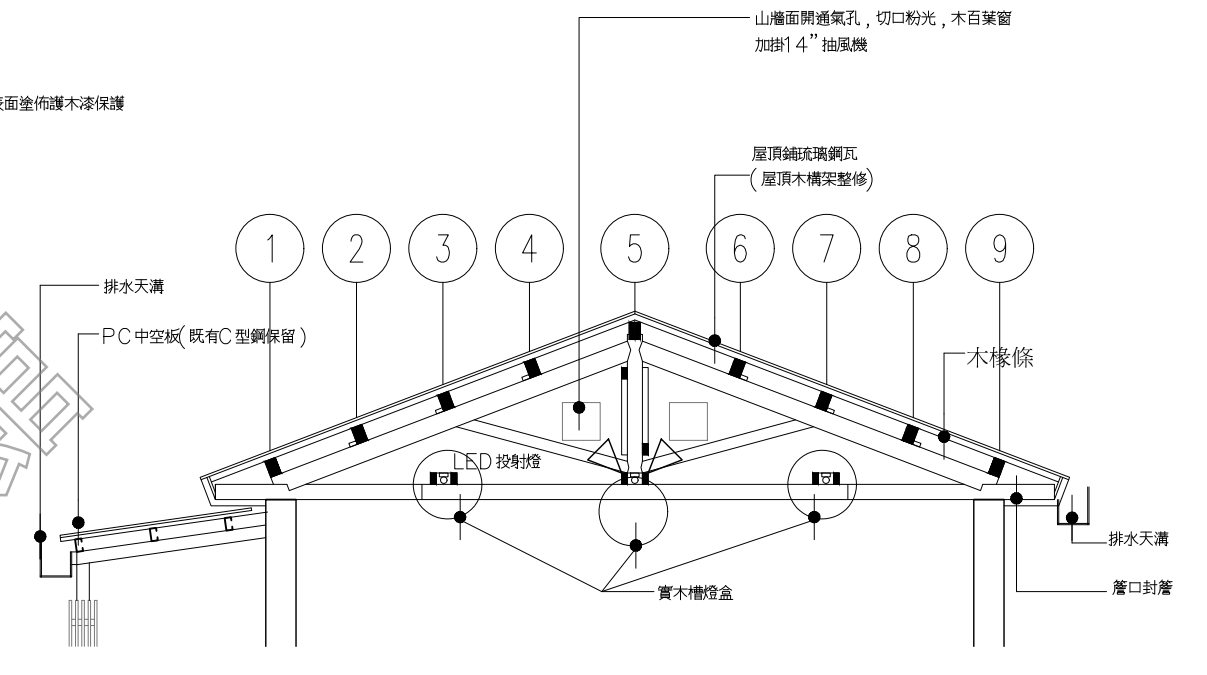 山牆面開通氣孔 , 切口粉光 , 木百葉窗
加掛14”抽風機
表面塗佈護木漆保護
屋頂鋪琉璃鋼瓦
(屋頂木構架整修)
1 2 3 4 5 6 7 8 9
排水天溝
PC中空板(既有C型鋼保留)
木椽條
LED投射燈
排水天溝
簷口封簷
實木槽燈盒